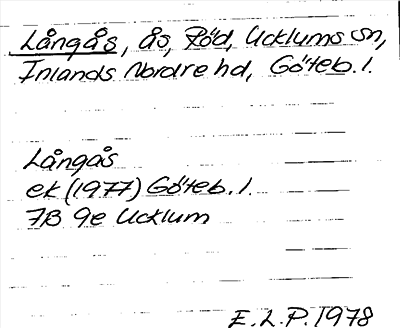 Långås, ås, Röd, Ucklums sn,
Inlands Nordre hd, Göteb. l.
Långås
ek (1977) Göteb. l.
7B 9e Ucklum
E.L.P. 1978